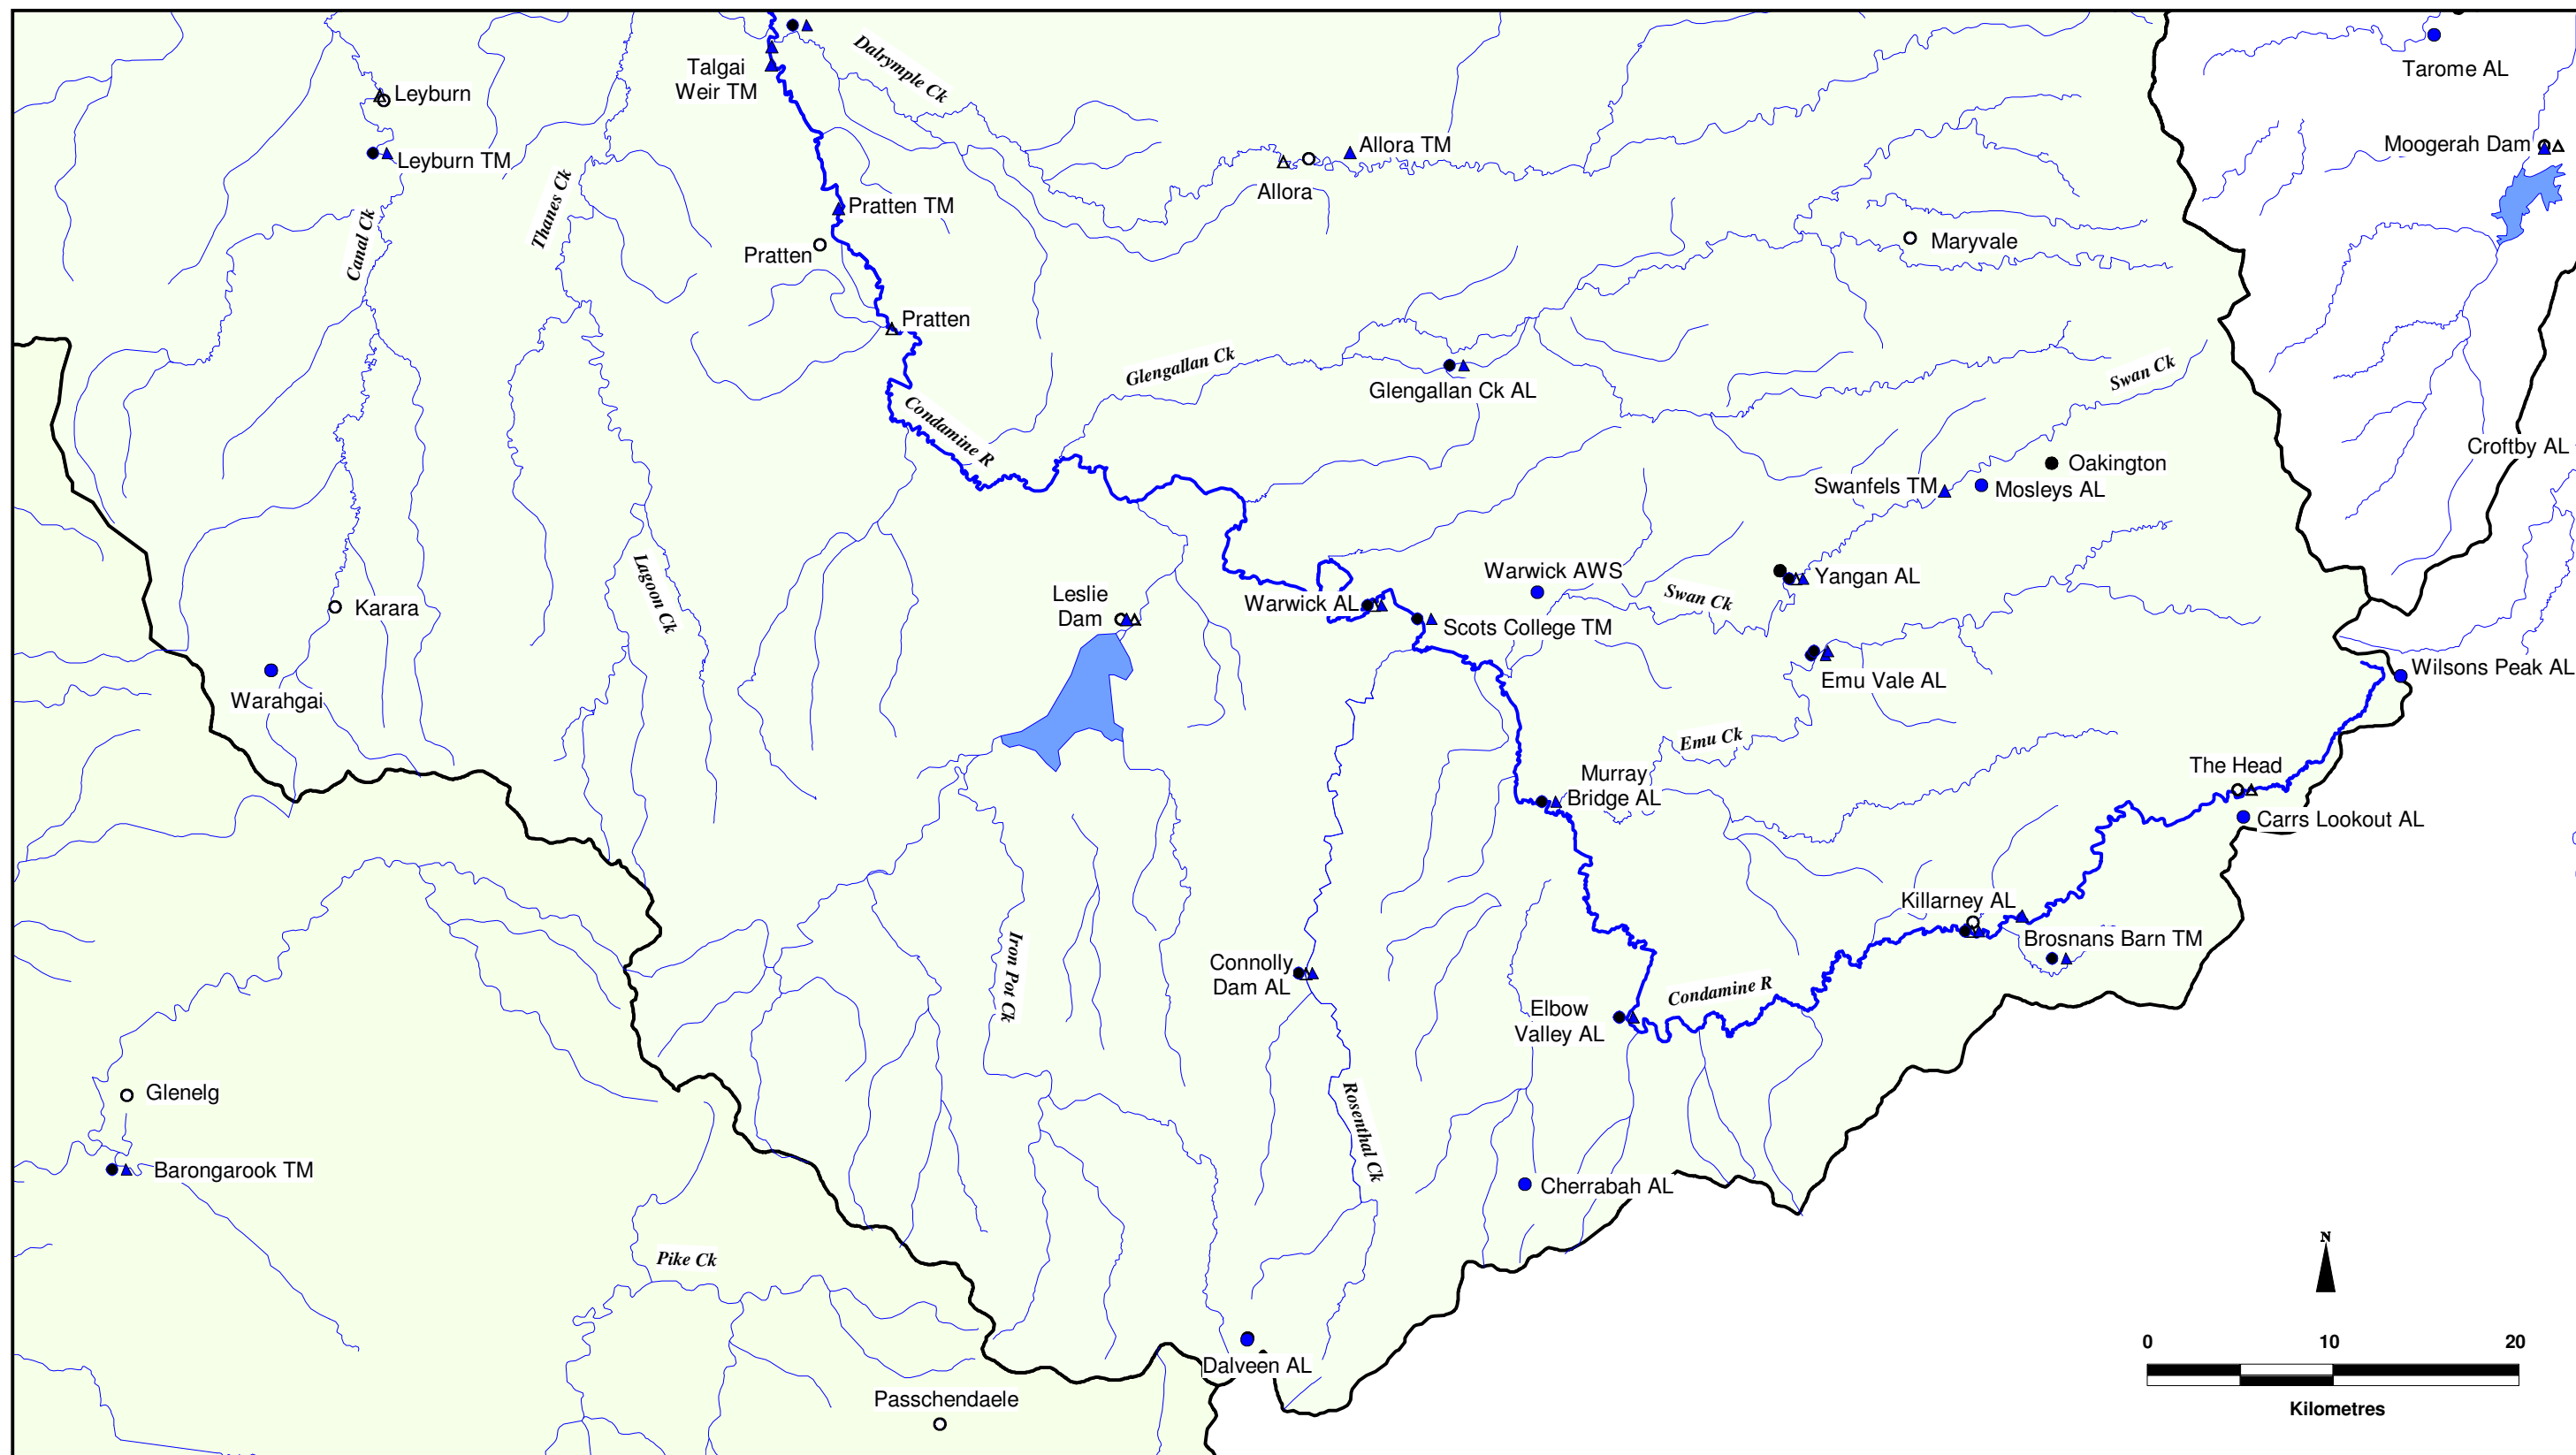 Dalrymple Ck
Tarome AL
Talgai
Weir TM
Leyburn
Leyburn TM
Allora TM
Moogerah Dam
Allora
Thanes Ck
Pratten TM
Canal Ck
Pratten
Maryvale
Pratten
Glengallan Ck
Glengallan Ck AL
Swan Ck
Condamine R
Croftby AL
Oakington
Swanfels TM
Mosleys AL
Warwick AWS
Yangan AL
Lagoon Ck
Leslie
Dam
Karara
Warwick AL
Swan Ck
Scots College TM
Wilsons Peak AL
Emu Vale AL
Warahgai
Emu Ck
The Head
Murray
Bridge AL
Carrs Lookout AL
Killarney AL
Brosnans Barn TM
Iron Pot Ck
Connolly
Dam AL
Condamine R
Elbow
Valley AL
Glenelg
Rosenthal Ck
Barongarook TM
Cherrabah AL
N
Pike Ck
0 10 20
Dalveen AL
Passchendaele
Kilometres